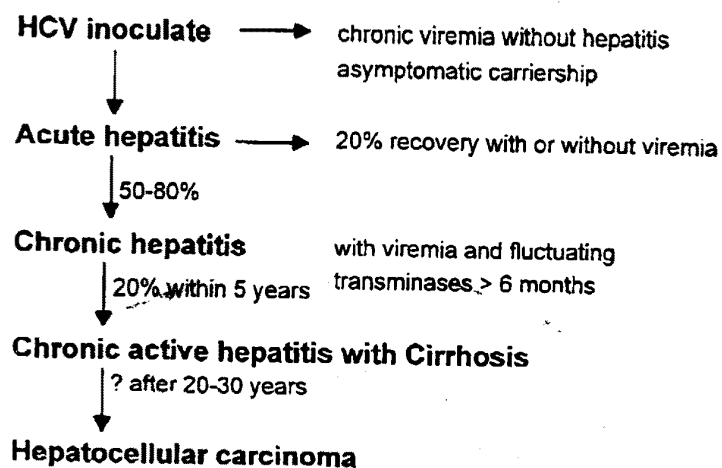 HCV inoculate
chronic viremia without hepatitis
asymptomatic carriership
Acute hepatitis
20% recovery with or without viremia
50-80%
Chronic hepatitis
with viremia and fluctuating
transminases > 6 months
20% within 5 years
Chronic active hepatitis with Cirrhosis
? after 20-30 years
Hepatocellular carcinoma